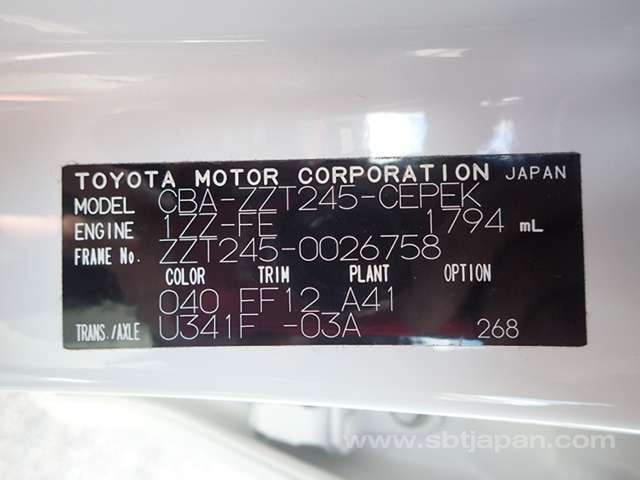 TOYOTA MOTOR CORPORATION JAPAN
MODEL CBA-ZZT245-CEPEK
ENGINE 1ZZ-FE 1794 mL
FRAME No. ZZT245-0026758
COLOR TRIM PLANT OPTION
040 FF12 A41
TRANS./AXLE U341F -03A 268
www.sbtjapan.com